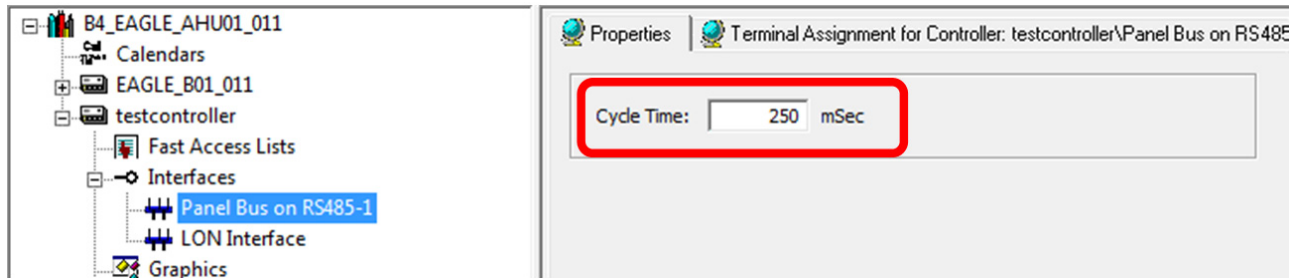 B4_EAGLE_AHU01_011
Calendars
EAGLE_B01_011
testcontroller
Fast Access Lists
Interfaces
Panel Bus on RS485-1
LON Interface
Graphics
Properties
Terminal Assignment for Controller: testcontroller\Panel Bus on RS485
Cycle Time: 250 mSec